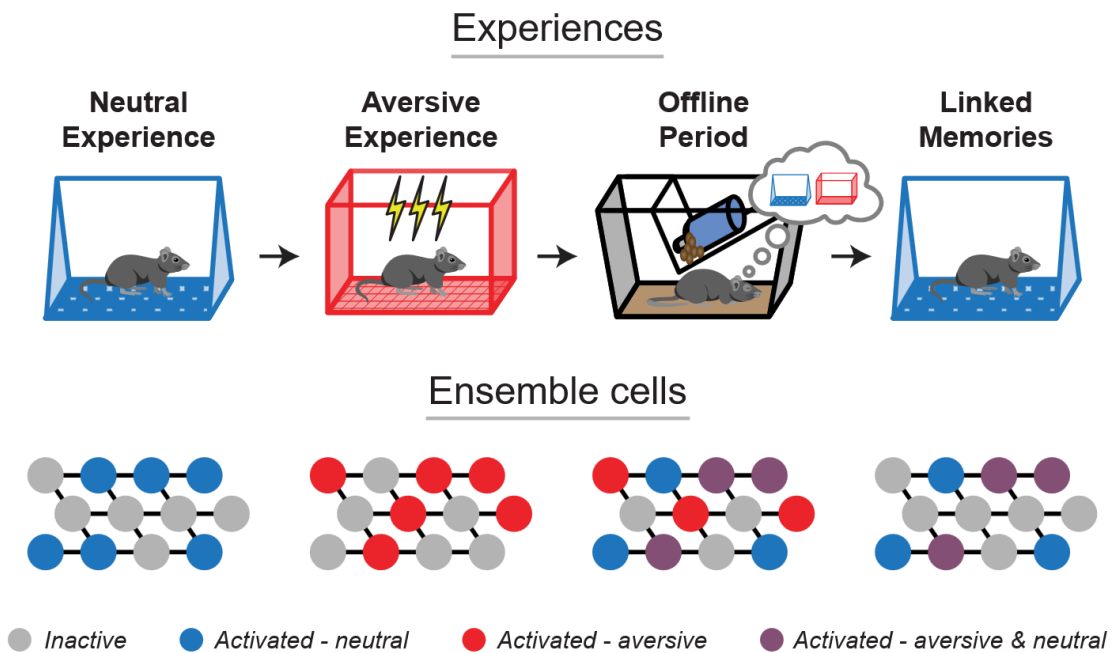 Experiences
Neutral
Experience
Aversive
Experience
Offline
Period
Linked
Memories
Ensemble cells
Inactive
Activated - neutral
Activated - aversive
Activated - aversive & neutral